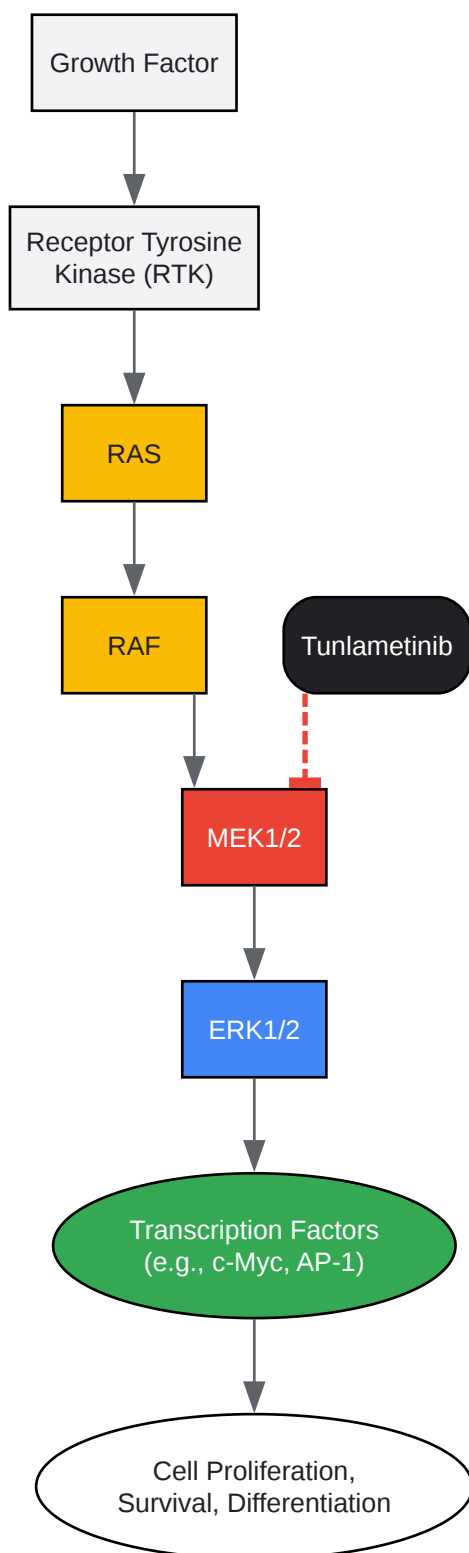 Growth Factor
Receptor Tyrosine
Kinase (RTK)
RAS
RAF
Tunlametinib
MEK1/2
ERK1/2
Transcription Factors
(e.g., c-Myc, AP-1)
Cell Proliferation,
Survival, Differentiation